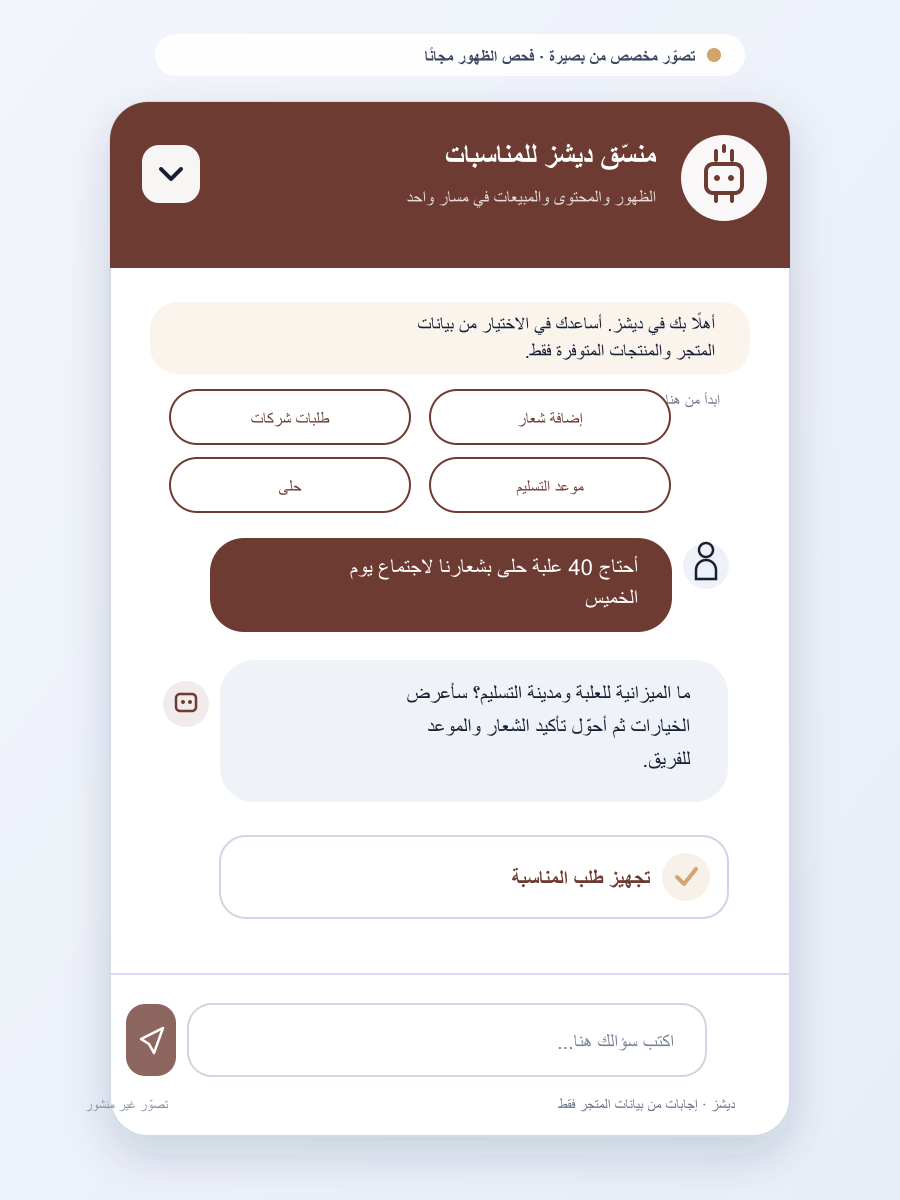 تصوّر مخصص من بصيرة · فحص الظهور مجانًا
منسّق ديشز للمناسبات
الظهور والمحتوى والمبيعات في مسار واحد
أهلًا بك في ديشز. أساعدك في الاختيار من بيانات
المتجر والمنتجات المتوفرة فقط.
ابدأ من هنا
إضافة شعار
طلبات شركات
موعد التسليم
حلى
أحتاج 40 علبة حلى بشعارنا لاجتماع يوم
الخميس
ما الميزانية للعلبة ومدينة التسليم؟ سأعرض
الخيارات ثم أحوّل تأكيد الشعار والموعد
للفريق.
تجهيز طلب المناسبة
اكتب سؤالك هنا...
ديشز · إجابات من بيانات المتجر فقط
تصوّر غير منشور